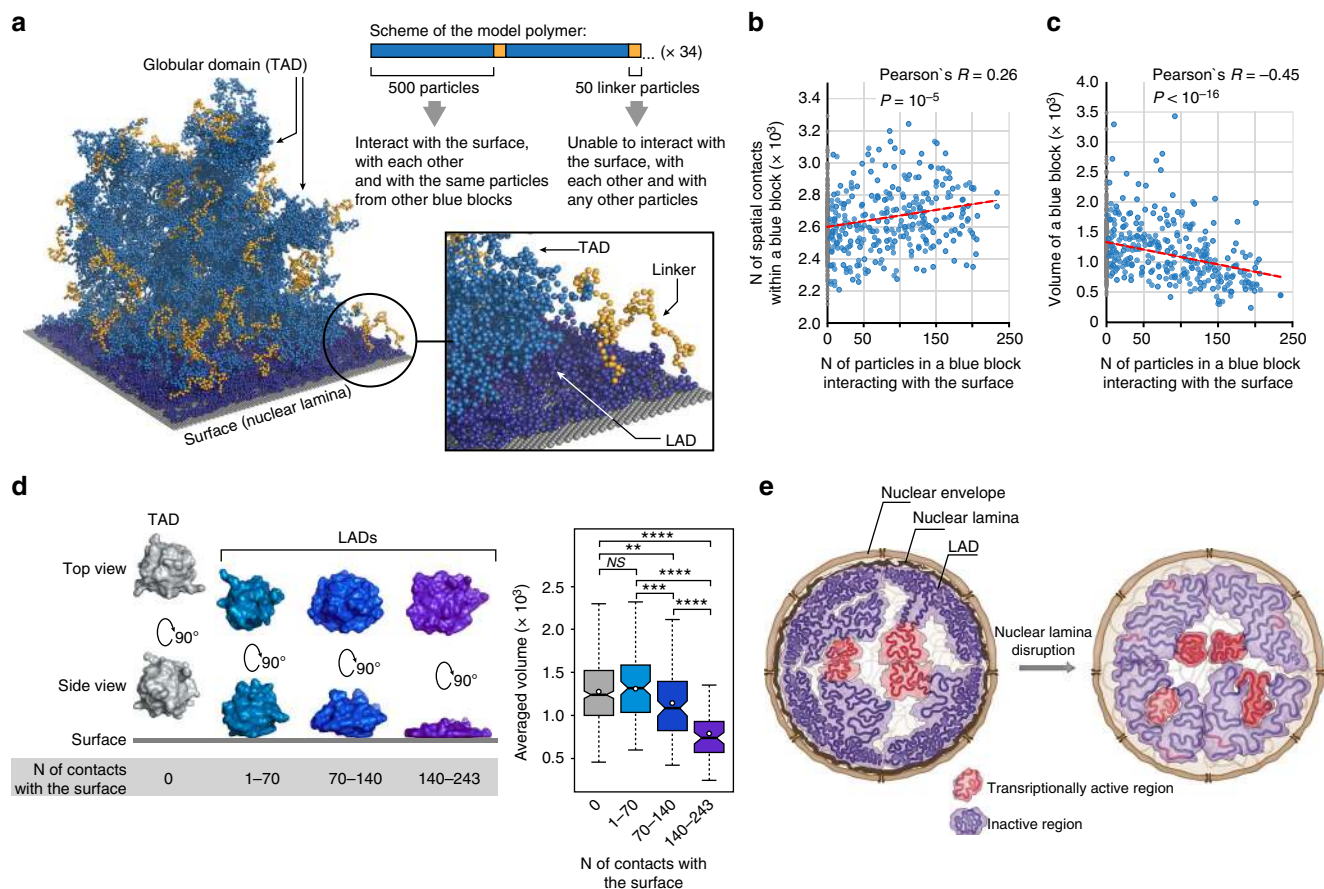 a
Scheme of the model polymer:
... (× 34)
Globular domain (TAD)
500 particles
50 linker particles
Interact with the surface,
with each other
and with the same particles
from other blue blocks
Unable to interact with
the surface, with
each other and with
any other particles
TAD
Linker
LAD
Surface (nuclear lamina)
b
Pearson`s R = 0.26
P = 10⁻⁵
N of spatial contacts
within a blue block (× 10³)
3.4
3.2
3.0
2.8
2.6
2.4
2.2
2.0
0
50
100
150
200
250
N of particles in a blue block
interacting with the surface
c
Pearson`s R = −0.45
P < 10⁻¹⁶
Volume of a blue block (× 10³)
4.0
3.5
3.0
2.5
2.0
1.5
1.0
0.5
0
0
50
100
150
200
250
N of particles in a blue block
interacting with the surface
d
TAD
LADs
Top view
90°
90°
90°
90°
Side view
Surface
N of contacts
with the surface
0
1–70
70–140
140–243
****
**
NS
****
***
****
Averaged volume (× 10³)
2.5
2.0
1.5
1.0
0.5
0
1–70
70–140
140–243
N of contacts with
the surface
e
Nuclear envelope
Nuclear lamina
LAD
Nuclear lamina
disruption
Transriptionally active region
Inactive region